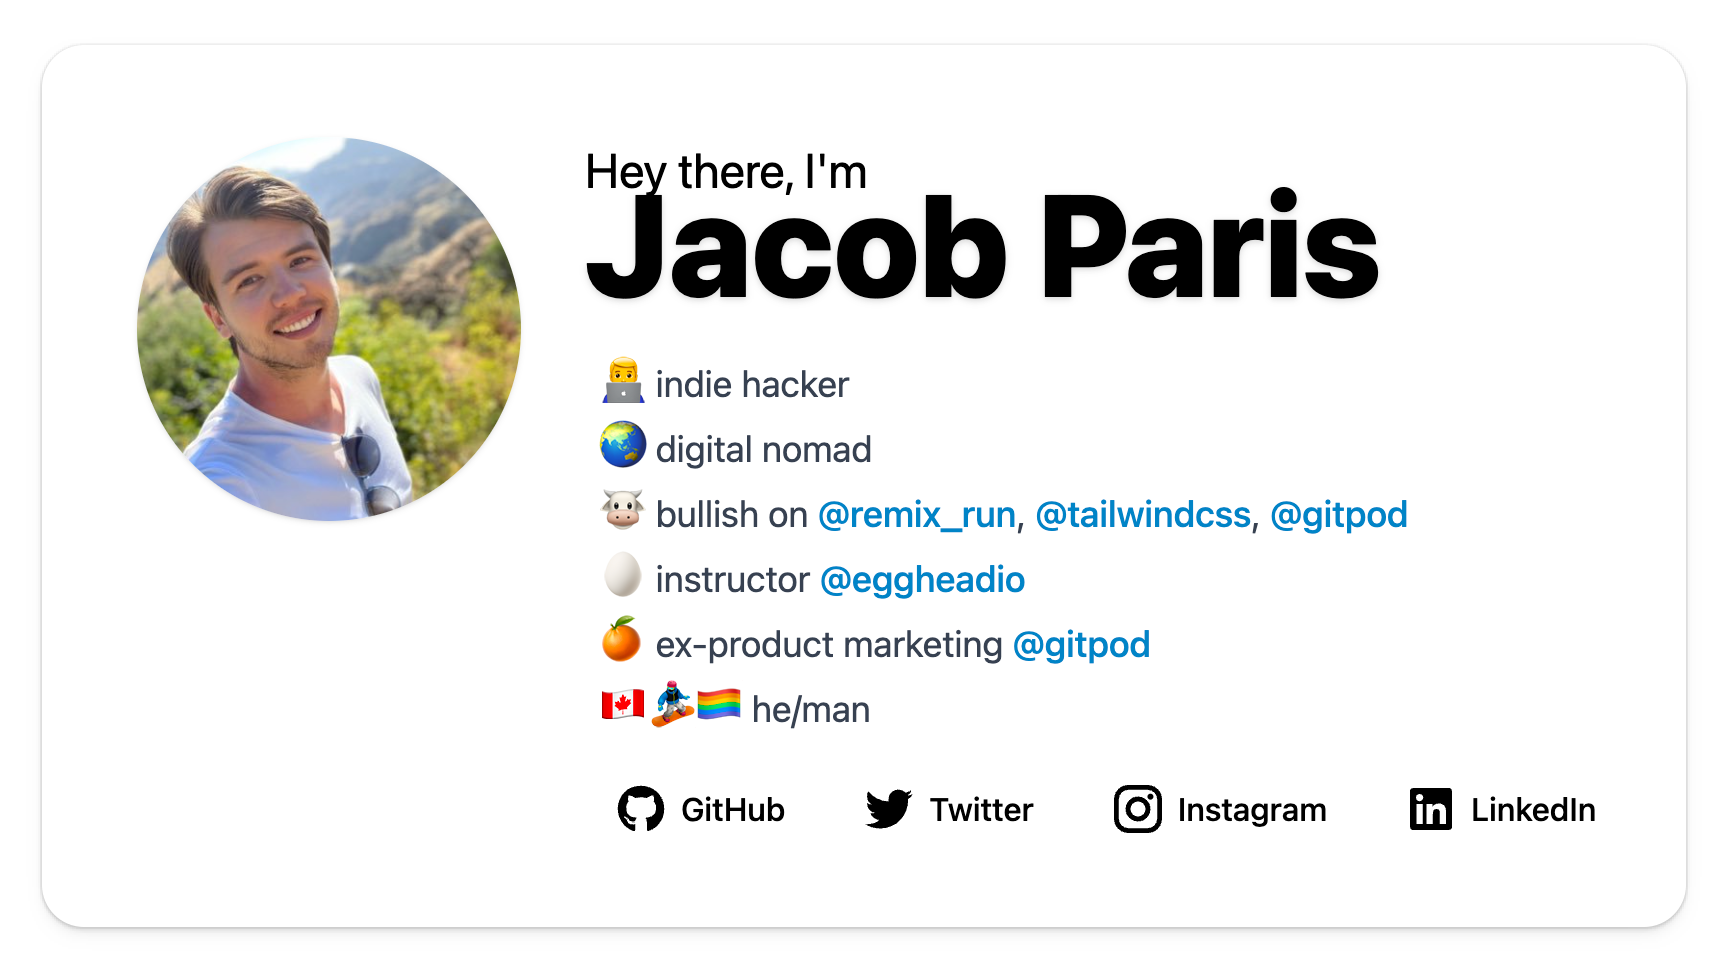 Hey there, I'm
Jacob Paris
👨‍💻 indie hacker
🌏 digital nomad
🐮 bullish on @remix_run, @tailwindcss, @gitpod
🥚 instructor @eggheadio
🍊 ex-product marketing @gitpod
🇨🇦🏂🏳️‍🌈 he/man
GitHub Twitter Instagram LinkedIn